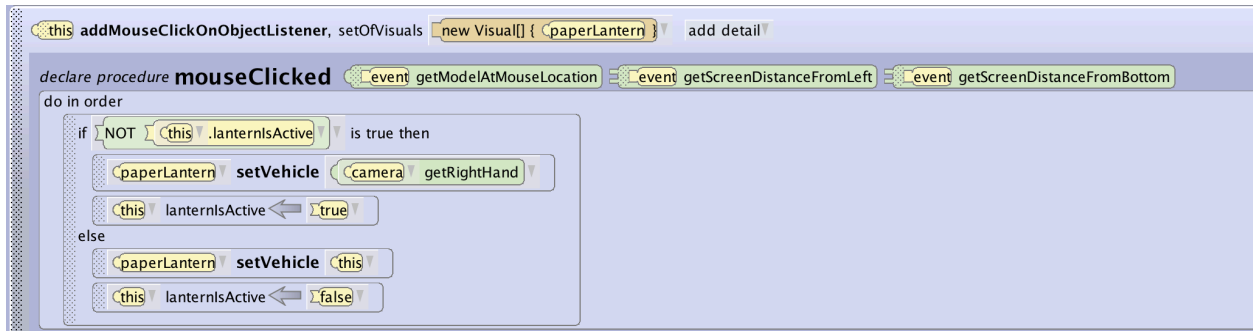 this addMouseClickOnObjectListener, setOfVisuals new Visual[] { paperLantern } add detail
declare procedure mouseClicked event getModelAtMouseLocation event getScreenDistanceFromLeft event getScreenDistanceFromBottom
do in order
if NOT this .lanternIsActive is true then
paperLantern setVehicle camera getRightHand
this lanternIsActive true
else
paperLantern setVehicle this
this lanternIsActive false